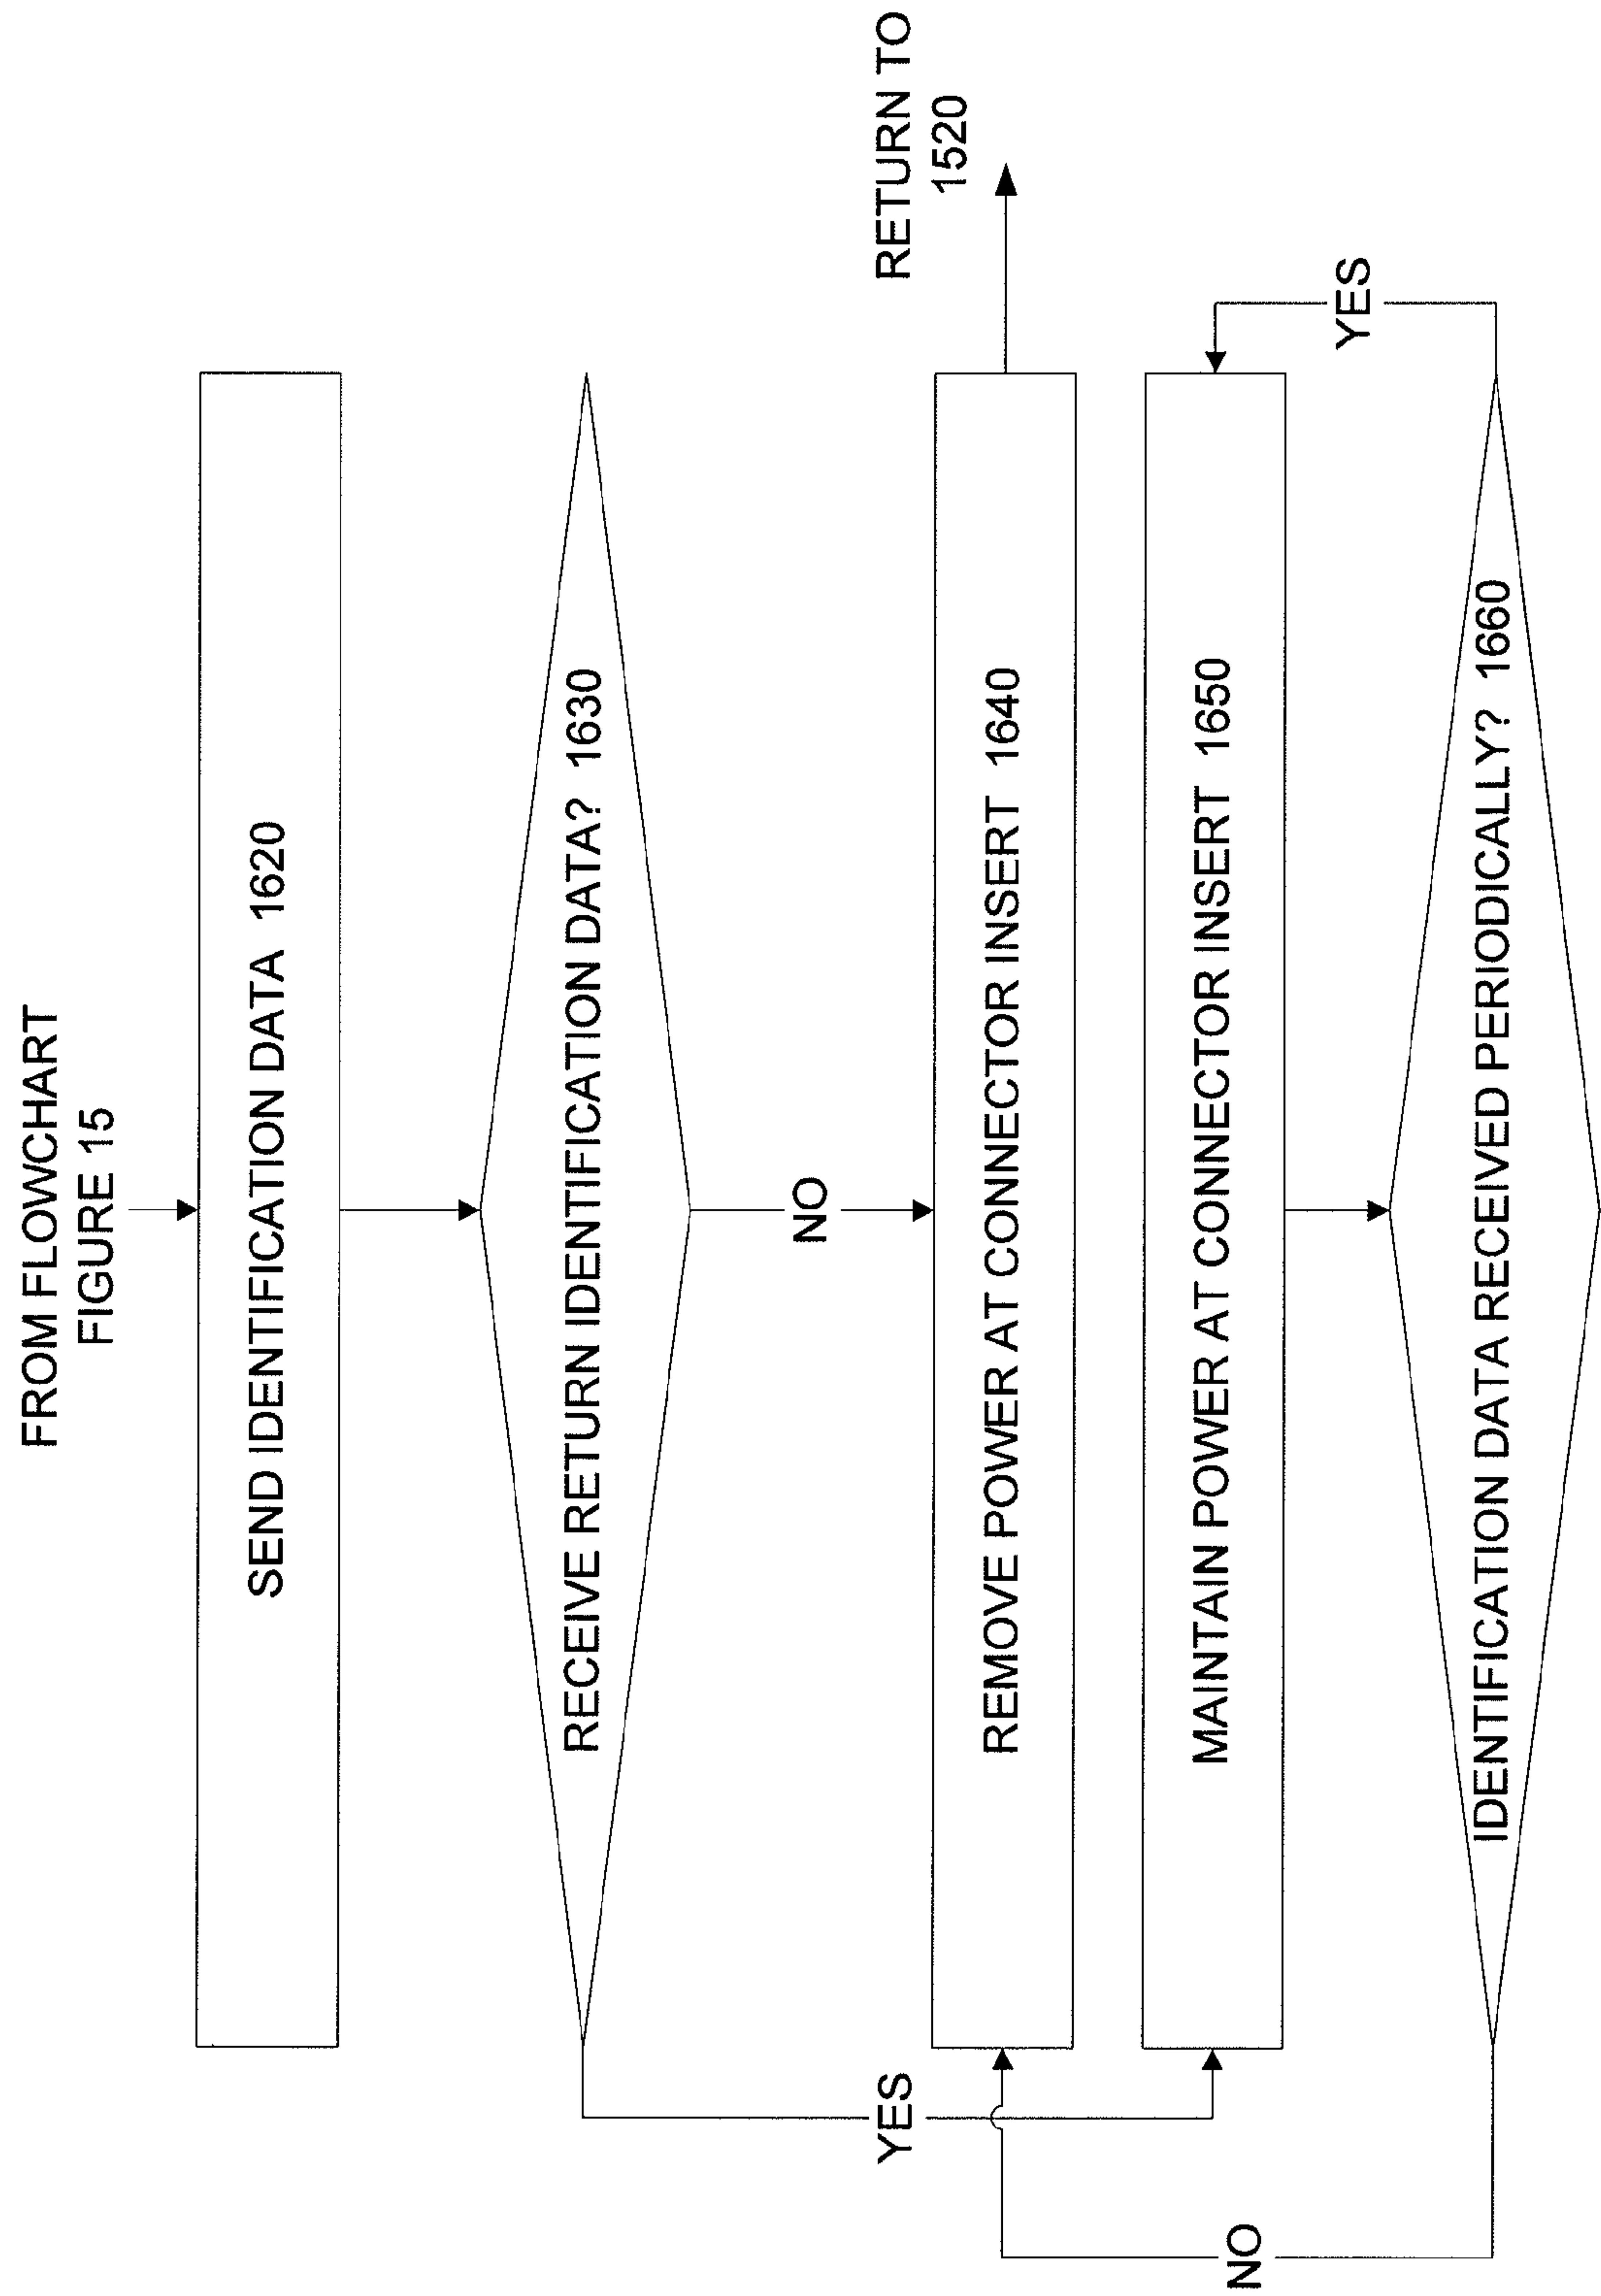 FROM FLOWCHART
FIGURE 15
SEND IDENTIFICATION DATA 1620
RECEIVE RETURN IDENTIFICATION DATA? 1630
NO
YES
REMOVE POWER AT CONNECTOR INSERT 1640
RETURN TO
1520
MAINTAIN POWER AT CONNECTOR INSERT 1650
YES
NO
IDENTIFICATION DATA RECEIVED PERIODICALLY? 1660